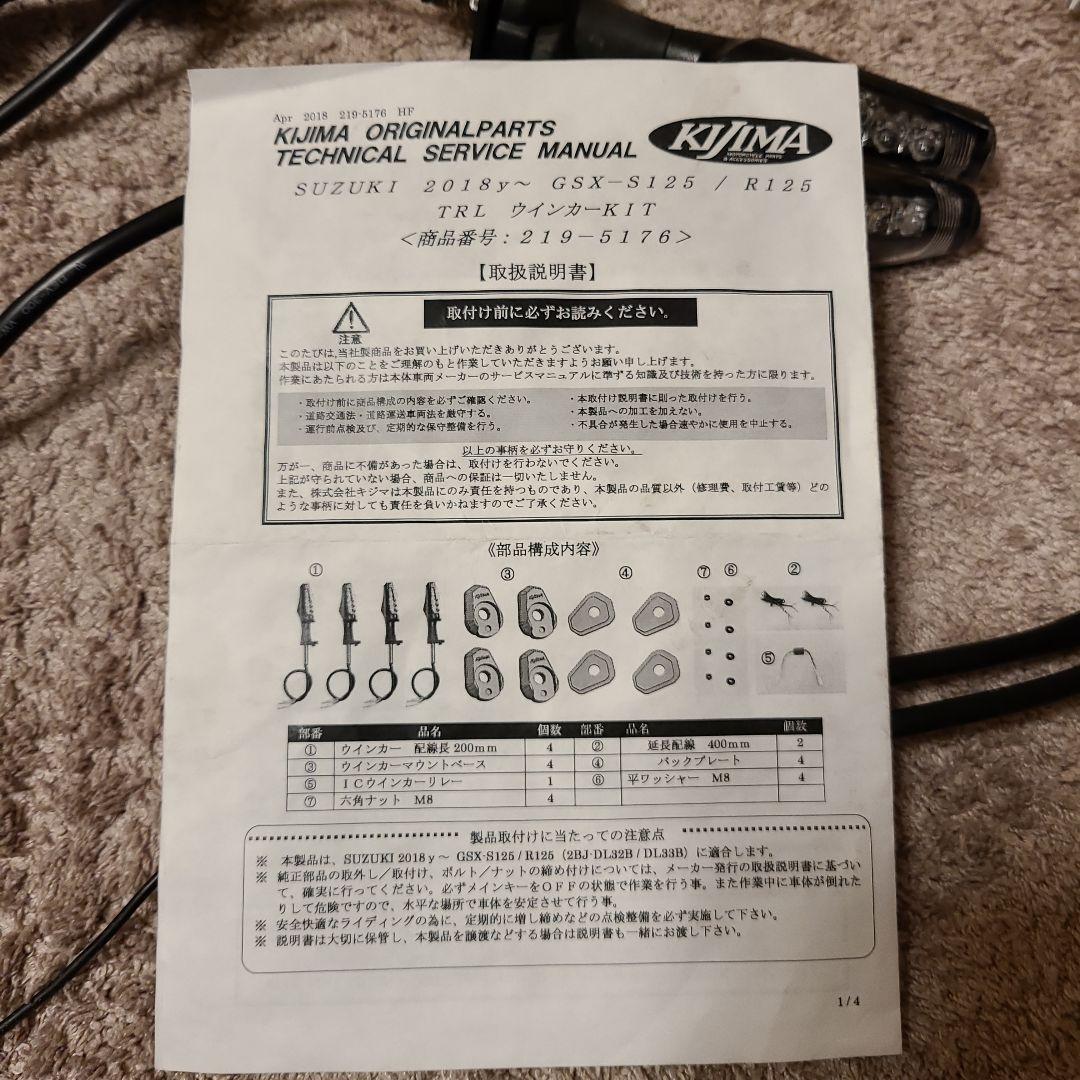 Apr 2018 219-5176 HF
KIJIMA ORIGINALPARTS
TECHNICAL SERVICE MANUAL
KIJIMA
MOTORCYCLE PARTS
& ACCESSORIES
SUZUKI 2018y～ GSX－S125 / R125
TRL ウインカーKIT
＜商品番号：219－5176＞
【取扱説明書】
注意
取付け前に必ずお読みください。
このたびは、当社製商品をお買い上げいただきありがとうございます。
本製品は以下のことをご理解のもと作業していただきますようお願い申し上げます。
作業にあたられる方は本体車両メーカーのサービスマニュアルに準ずる知識及び技術を持った方に限ります。
・取付け前に商品構成の内容を必ずご確認ください。
・道路交通法・道路運送車両法を厳守する。
・運行前点検及び、定期的な保守整備を行う。
・本取付け説明書に則った取付けを行う。
・本製品への加工を加えない。
・不具合が発生した場合速やかに使用を中止する。
以上の事柄を必ずお守りください。
万が一、商品に不備があった場合は、取付けを行わないでください。
上記が守られていない場合、商品への保証は一切いたしません。
また、株式会社キジマは本製品にのみ責任を持つものであり、本製品の品質以外（修理費、取付工賃等）どの
ような事柄に対しても責任を負いかねますのでご了承ください。
《部品構成内容》
① ③ ④ ⑦ ⑥ ②
⑤
部番 品名 個数 部番 品名 個数
① ウインカー 配線長 200mm 4 ② 延長配線 400mm 2
③ ウインカーマウントベース 4 ④ バックプレート 4
⑤ ICウインカーリレー 1 ⑥ 平ワッシャー M8 4
⑦ 六角ナット M8 4
製品取付けに当たっての注意点
※ 本製品は、SUZUKI 2018y～ GSX-S125 / R125（2BJ-DL32B / DL33B）に適合します。
※ 純正部品の取外し／取付け、ボルト／ナットの締め付けについては、メーカー発行の取扱説明書に基づい
て、確実に行ってください。必ずメインキーをOFFの状態で作業を行う事。また作業中に車体が倒れた
りして危険ですので、水平な場所で車体を安定させて行う事。
※ 安全快適なライディングの為に、定期的に増し締めなどの点検整備を必ず実施して下さい。
※ 説明書は大切に保管し、本製品を譲渡などする場合は説明書も一緒にお渡し下さい。
1/4